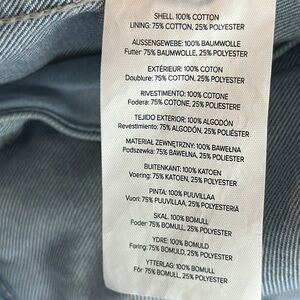 SHELL: 100% COTTON
LINING: 75% COTTON, 25% POLYESTER
AUSSENGEWEBE: 100% BAUMWOLLE
Futter: 75% BAUMWOLLE, 25% POLYESTER
EXTÉRIEUR: 100% COTON
Doublure: 75% COTON, 25% POLYESTER
RIVESTIMENTO: 100% COTONE
Fodera: 75% COTONE, 25% POLIESTERE
TEJIDO EXTERIOR: 100% ALGODÓN
Revestimiento: 75% ALGODÓN, 25% POLIÉSTER
MATERIAŁ ZEWNĘTRZNY: 100% BAWEŁNA
Podszewka: 75% BAWEŁNA, 25% POLIESTER
BUITENKANT: 100% KATOEN
Voering: 75% KATOEN, 25% POLYESTER
PINTA: 100% PUUVILLAA
Vuori: 75% PUUVILLAA, 25% POLYESTERIÄ
SKAL: 100% BOMULL
Foder 75% BOMULL, 25% POLYESTER
YDRE: 100% BOMULD
Foring: 75% BOMULD, 25% POLYESTER
YTTERLAG: 100% BOMULL
Fôr 75% BOMULL, 25% POLYESTER